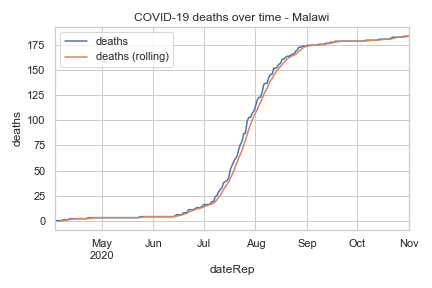 COVID-19 deaths over time - Malawi
deaths
deaths (rolling)
deaths
175
150
125
100
75
50
25
0
May Jun Jul Aug Sep Oct Nov
2020
dateRep